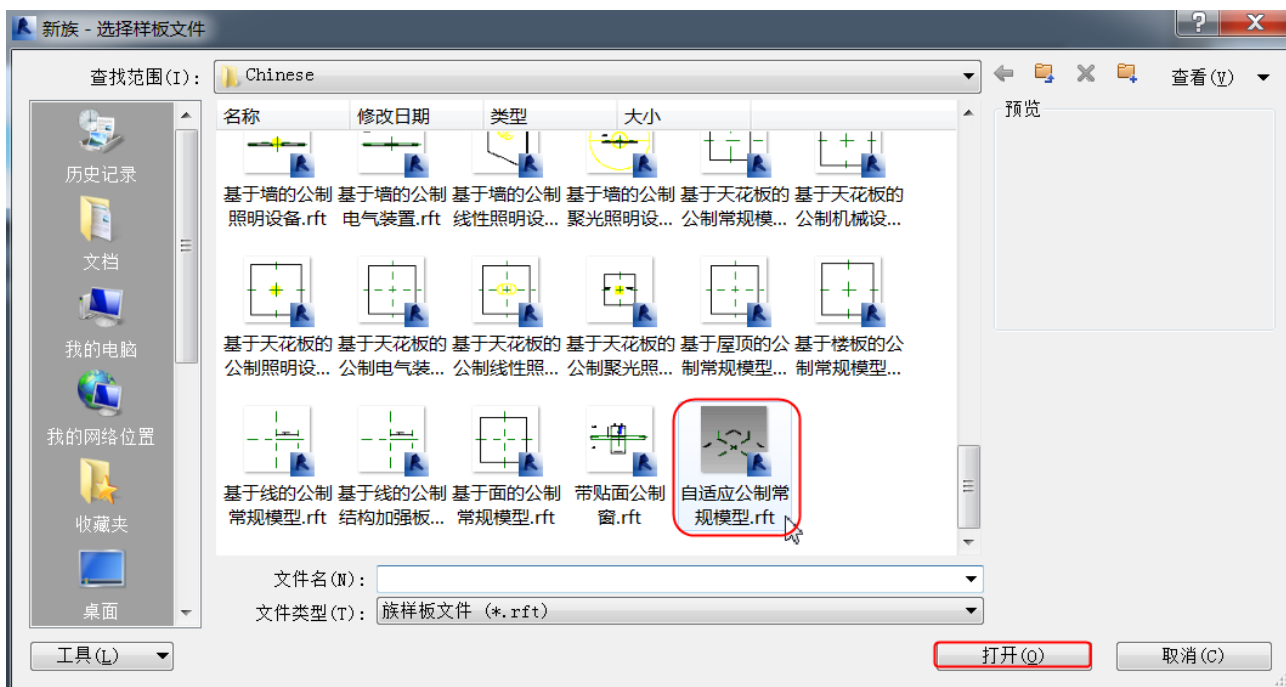 新族 - 选择样板文件
查找范围(I):
Chinese
查看(V)
历史记录
文档
我的电脑
我的网络位置
收藏夹
桌面
名称 修改日期 类型 大小
基于墙的公制 基于墙的公制 基于墙的公制 基于墙的公制 基于天花板的 基于天花板的
照明设备.rft 电气装置.rft 线性照明设... 聚光照明设... 公制常规模... 公制机械设...
基于天花板的 基于天花板的 基于天花板的 基于天花板的 基于屋顶的公 基于楼板的公
公制照明设... 公制电气装... 公制线性照... 公制聚光照... 制常规模型... 制常规模型...
基于线的公制 基于线的公制 基于面的公制 带贴面公制 自适应公制常
常规模型.rft 结构加强板... 常规模型.rft 窗.rft 规模型.rft
预览
文件名(N):
文件类型(T): 族样板文件 (*.rft)
工具(L)
打开(O)
取消(C)